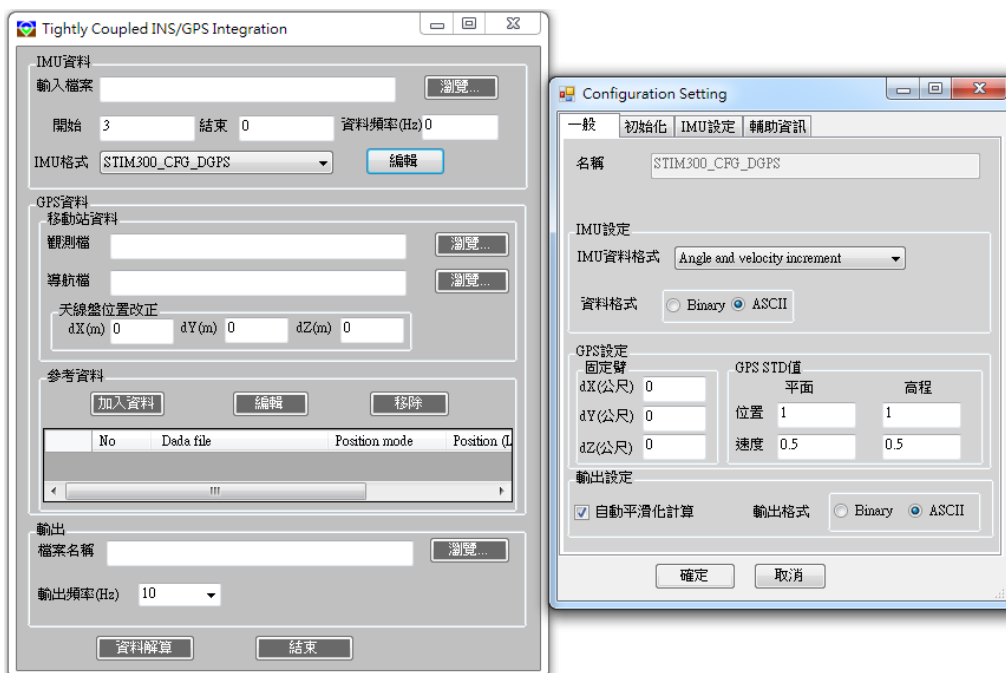 Tightly Coupled INS/GPS Integration
IMU資料
輸入檔案 瀏覽...
開始 3 結束 0 資料頻率(Hz) 0
IMU格式 STIM300_CFG_DGPS 編輯
GPS資料
移動站資料
觀測檔 瀏覽...
導航檔 瀏覽...
天線盤位置改正
dX(m) 0 dY(m) 0 dZ(m) 0
參考資料
加入資料 編輯 移除
No Dada file Position mode Position (L
輸出
檔案名稱 瀏覽...
輸出頻率(Hz) 10
資料解算 結束
Configuration Setting
一般 初始化 IMU設定 輔助資訊
名稱 STIM300_CFG_DGPS
IMU設定
IMU資料格式 Angle and velocity increment
資料格式 Binary ASCII
GPS設定
固定臂
dX(公尺) 0
dY(公尺) 0
dZ(公尺) 0
GPS STD值
平面 高程
位置 1 1
速度 0.5 0.5
輸出設定
自動平滑化計算 輸出格式 Binary ASCII
確定 取消